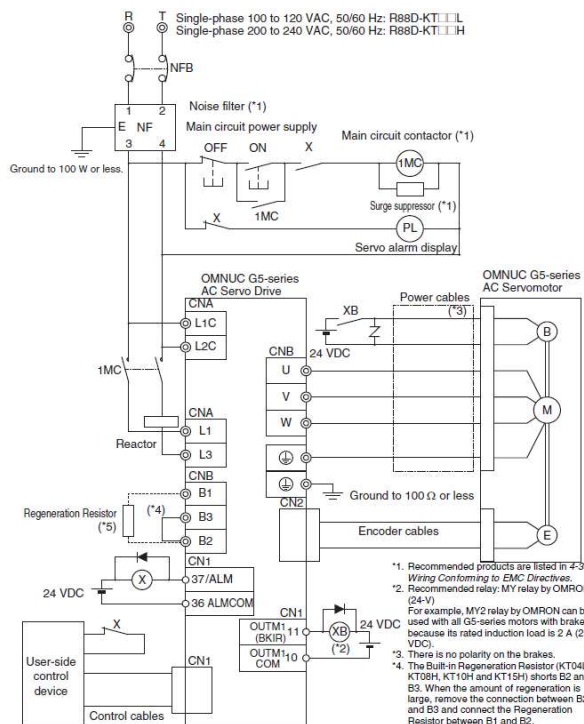 R T Single-phase 100 to 120 VAC, 50/60 Hz: R88D-KT□□L
Single-phase 200 to 240 VAC, 50/60 Hz: R88D-KT□□H
NFB
1 2
E NF
3 4
Noise filter (*1)
Main circuit power supply
Main circuit contactor (*1)
OFF ON X
1MC
Ground to 100 W or less.
1MC
Surge suppressor (*1)
X
PL
Servo alarm display
OMNUC G5-series
AC Servo Drive
OMNUC G5-series
AC Servomotor
CNA
L1C
L2C
XB
Power cables
(*3)
24 VDC
B
1MC
CNB
U
V
W
M
CNA
L1
L3
Reactor
CNB
B1
B3
B2
Regeneration Resistor
(*5)
(*4)
Ground to 100 Ω or less
CN2
Encoder cables
E
CN1
24 VDC
X
37/ALM
36 ALMCOM
X
User-side
control
device
CN1
Control cables
CN1
OUTM1
(BKIR) 11
XB
(*2)
24 VDC
OUTM1
COM 10
*1. Recommended products are listed in 4-3
Wiring Conforming to EMC Directives.
*2. Recommended relay: MY relay by OMRON
(24-V)
For example, MY2 relay by OMRON can be
used with all G5-series motors with brake
because its rated induction load is 2 A (2
VDC).
*3. There is no polarity on the brakes.
*4. The Built-in Regeneration Resistor (KT04L
KT08H, KT10H and KT15H) shorts B2 an
B3. When the amount of regeneration is
large, remove the connection between B2
and B3 and connect the Regeneration
Resistor between B1 and B2.